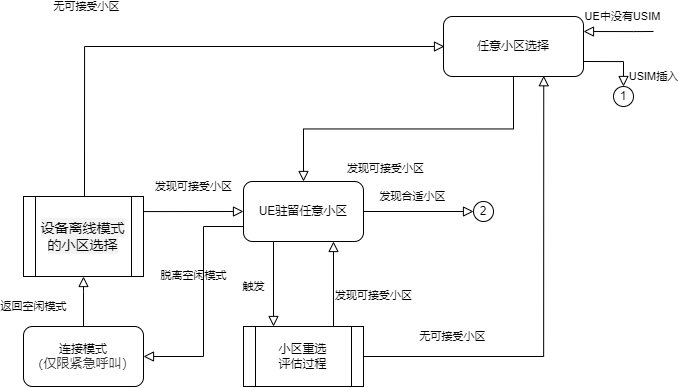 无可接受小区
UE中没有USIM
任意小区选择
USIM插入
1
发现可接受小区
发现可接受小区
发现合适小区
UE驻留任意小区
2
设备离线模式
的小区选择
脱离空闲模式
触发
发现可接受小区
返回空闲模式
无可接受小区
连接模式
(仅限紧急呼叫)
小区重选
评估过程